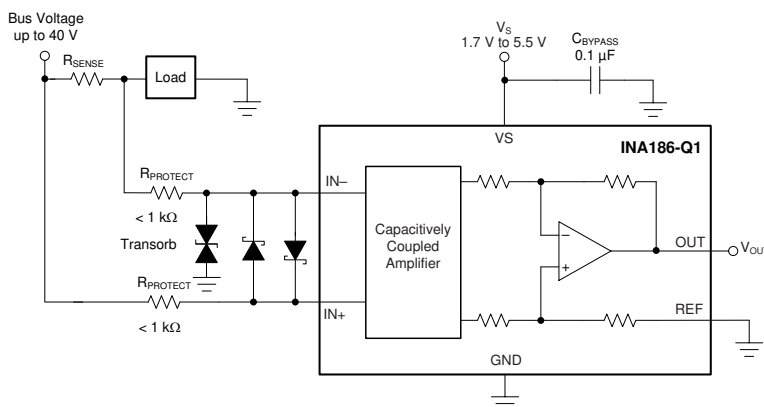 Bus Voltage
up to 40 V
RSENSE
Load
VS
1.7 V to 5.5 V
CBYPASS
0.1 µF
VS
INA186-Q1
RPROTECT
< 1 kΩ
Transorb
IN–
Capacitively
Coupled
Amplifier
–
+
OUT
VOU
RPROTECT
< 1 kΩ
IN+
REF
GND